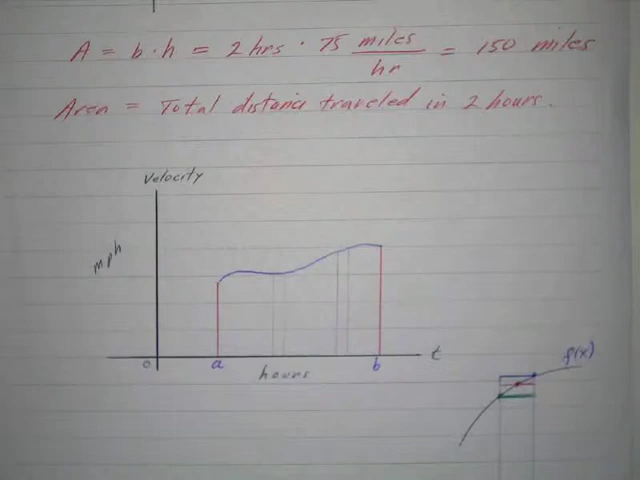 A = b·h = 2 hrs · 75 miles/hr = 150 miles
Area = Total distance traveled in 2 hours.
Velocity
mph
0 a b t
hours
f(x)